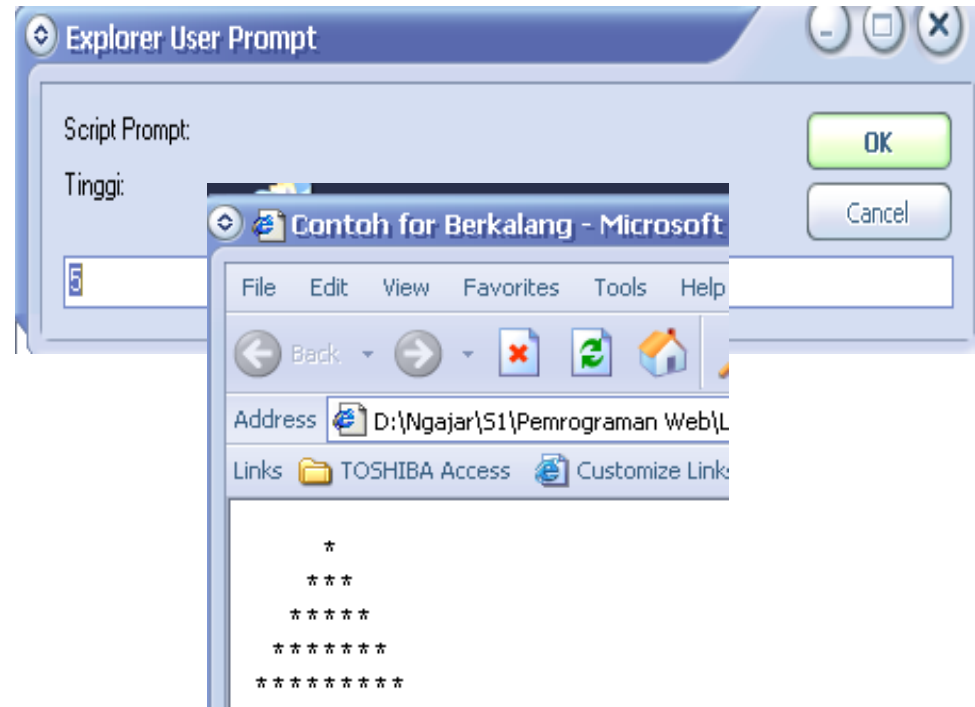 Explorer User Prompt
Script Prompt:
Tinggi:
OK
Cancel
5
Contoh for Berkalang - Microsoft
File Edit View Favorites Tools Help
Back
Address D:\Ngajar\S1\Pemrograman Web\L
Links TOSHIBA Access Customize Links
*
***
*****
*******
*********